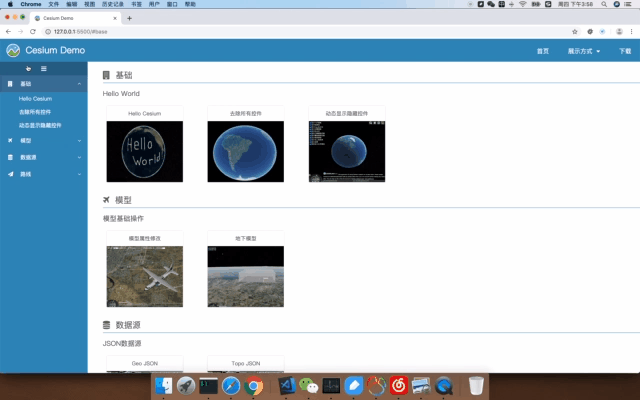 Chrome 文件 编辑 视图 历史记录 书签 用户 窗口 帮助
周四 下午3:58
Cesium Demo
127.0.0.1:5500/#base
Cesium Demo
首页 展示方式 下载
基础
Hello Cesium
去除所有控件
动态显示隐藏控件
模型
数据源
路线
基础
Hello World
Hello Cesium 去除所有控件 动态显示隐藏控件
Hello
World
模型
模型基础操作
模型属性修改 地下模型
数据源
JSON数据源
Geo JSON Topo JSON